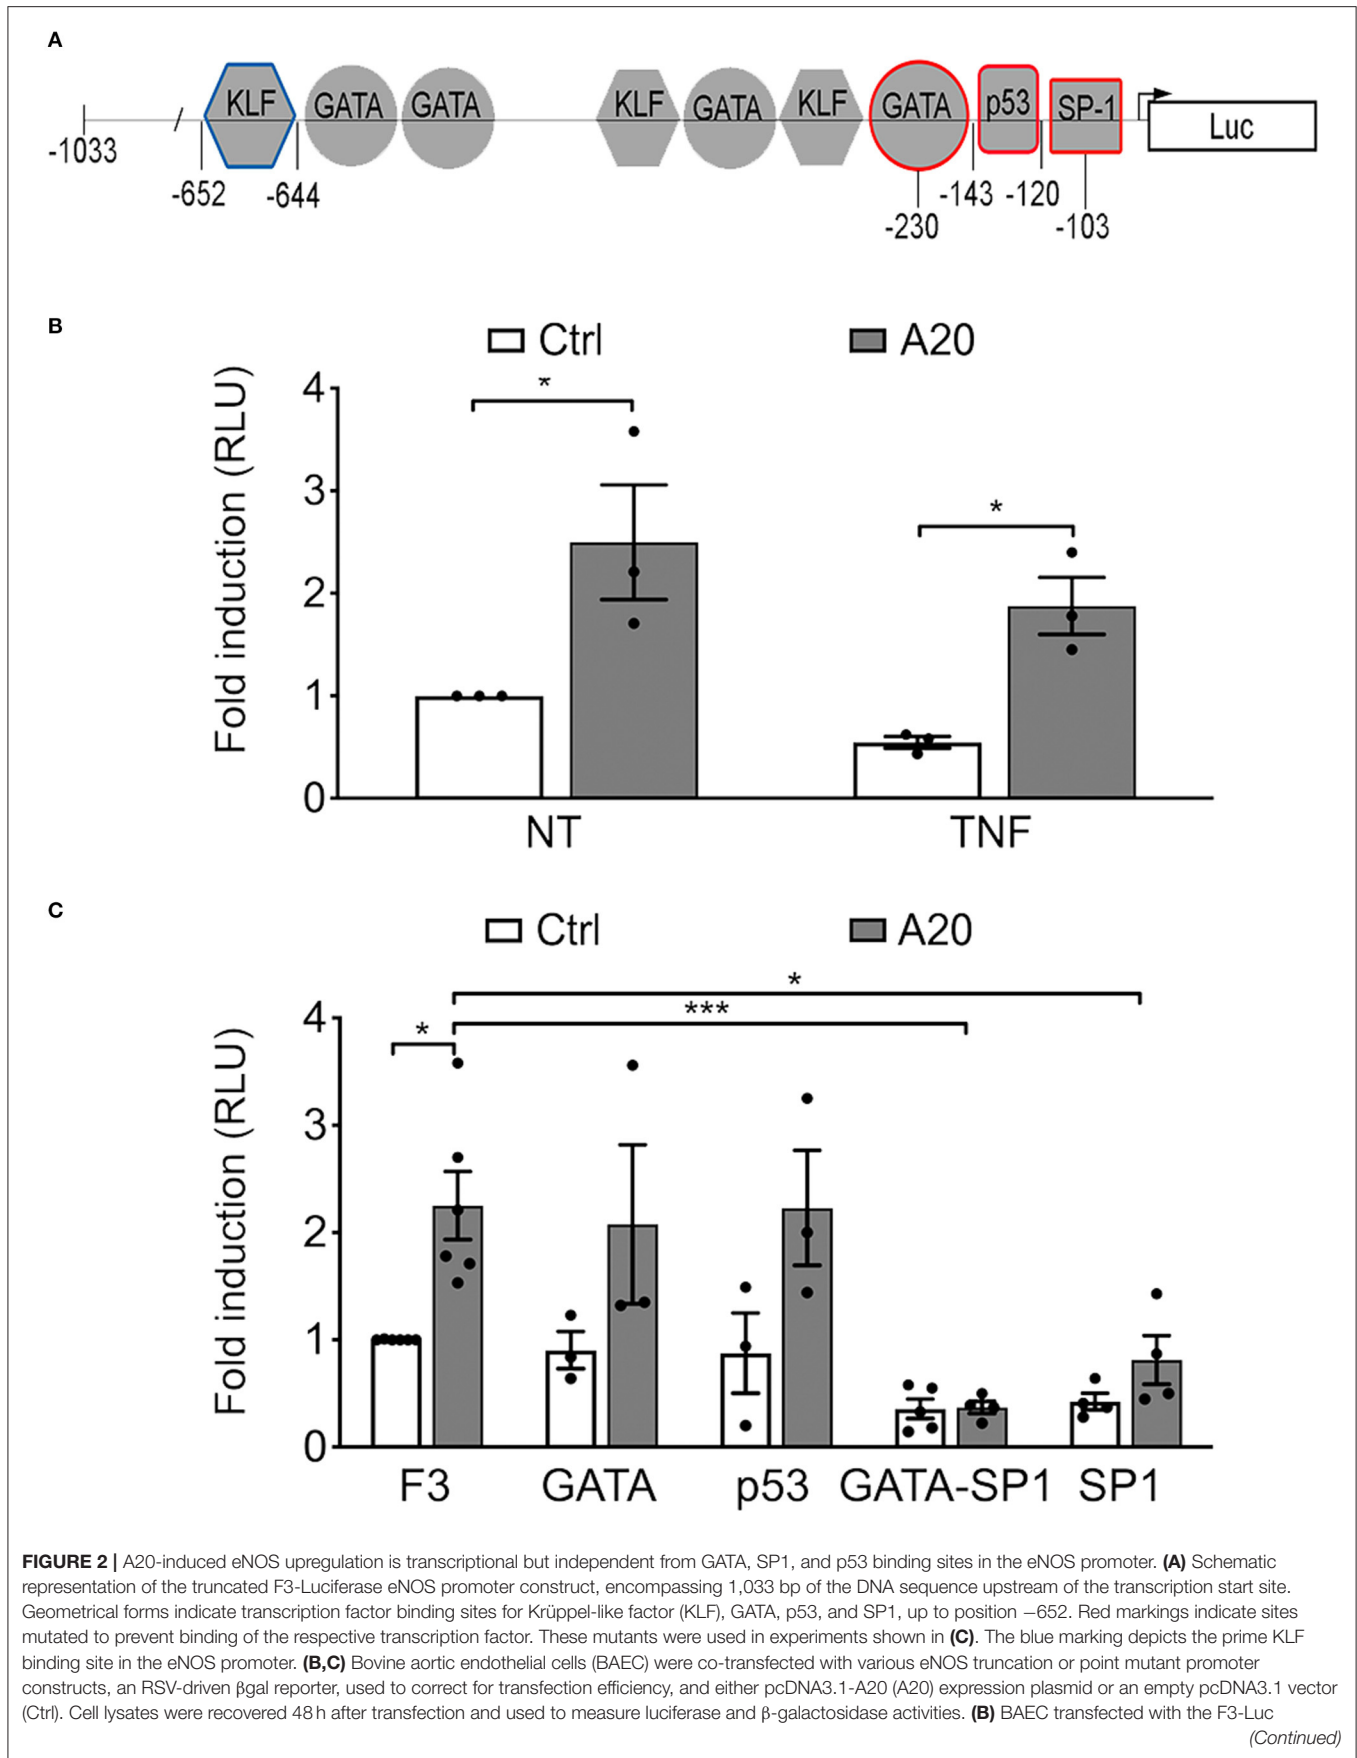 A
KLF GATA GATA KLF GATA KLF GATA p53 SP-1 Luc
-1033
-652 -644 -143 -120
-230 -103
B
Ctrl A20
Fold induction (RLU)
4
3
2
1
0
*
*
NT TNF
C
Ctrl A20
Fold induction (RLU)
4
3
2
1
0
*
***
*
F3 GATA p53 GATA-SP1 SP1
FIGURE 2 | A20-induced eNOS upregulation is transcriptional but independent from GATA, SP1, and p53 binding sites in the eNOS promoter. (A) Schematic
representation of the truncated F3-Luciferase eNOS promoter construct, encompassing 1,033 bp of the DNA sequence upstream of the transcription start site.
Geometrical forms indicate transcription factor binding sites for Krüppel-like factor (KLF), GATA, p53, and SP1, up to position −652. Red markings indicate sites
mutated to prevent binding of the respective transcription factor. These mutants were used in experiments shown in (C). The blue marking depicts the prime KLF
binding site in the eNOS promoter. (B,C) Bovine aortic endothelial cells (BAEC) were co-transfected with various eNOS truncation or point mutant promoter
constructs, an RSV-driven βgal reporter, used to correct for transfection efficiency, and either pcDNA3.1-A20 (A20) expression plasmid or an empty pcDNA3.1 vector
(Ctrl). Cell lysates were recovered 48 h after transfection and used to measure luciferase and β-galactosidase activities. (B) BAEC transfected with the F3-Luc
(Continued)